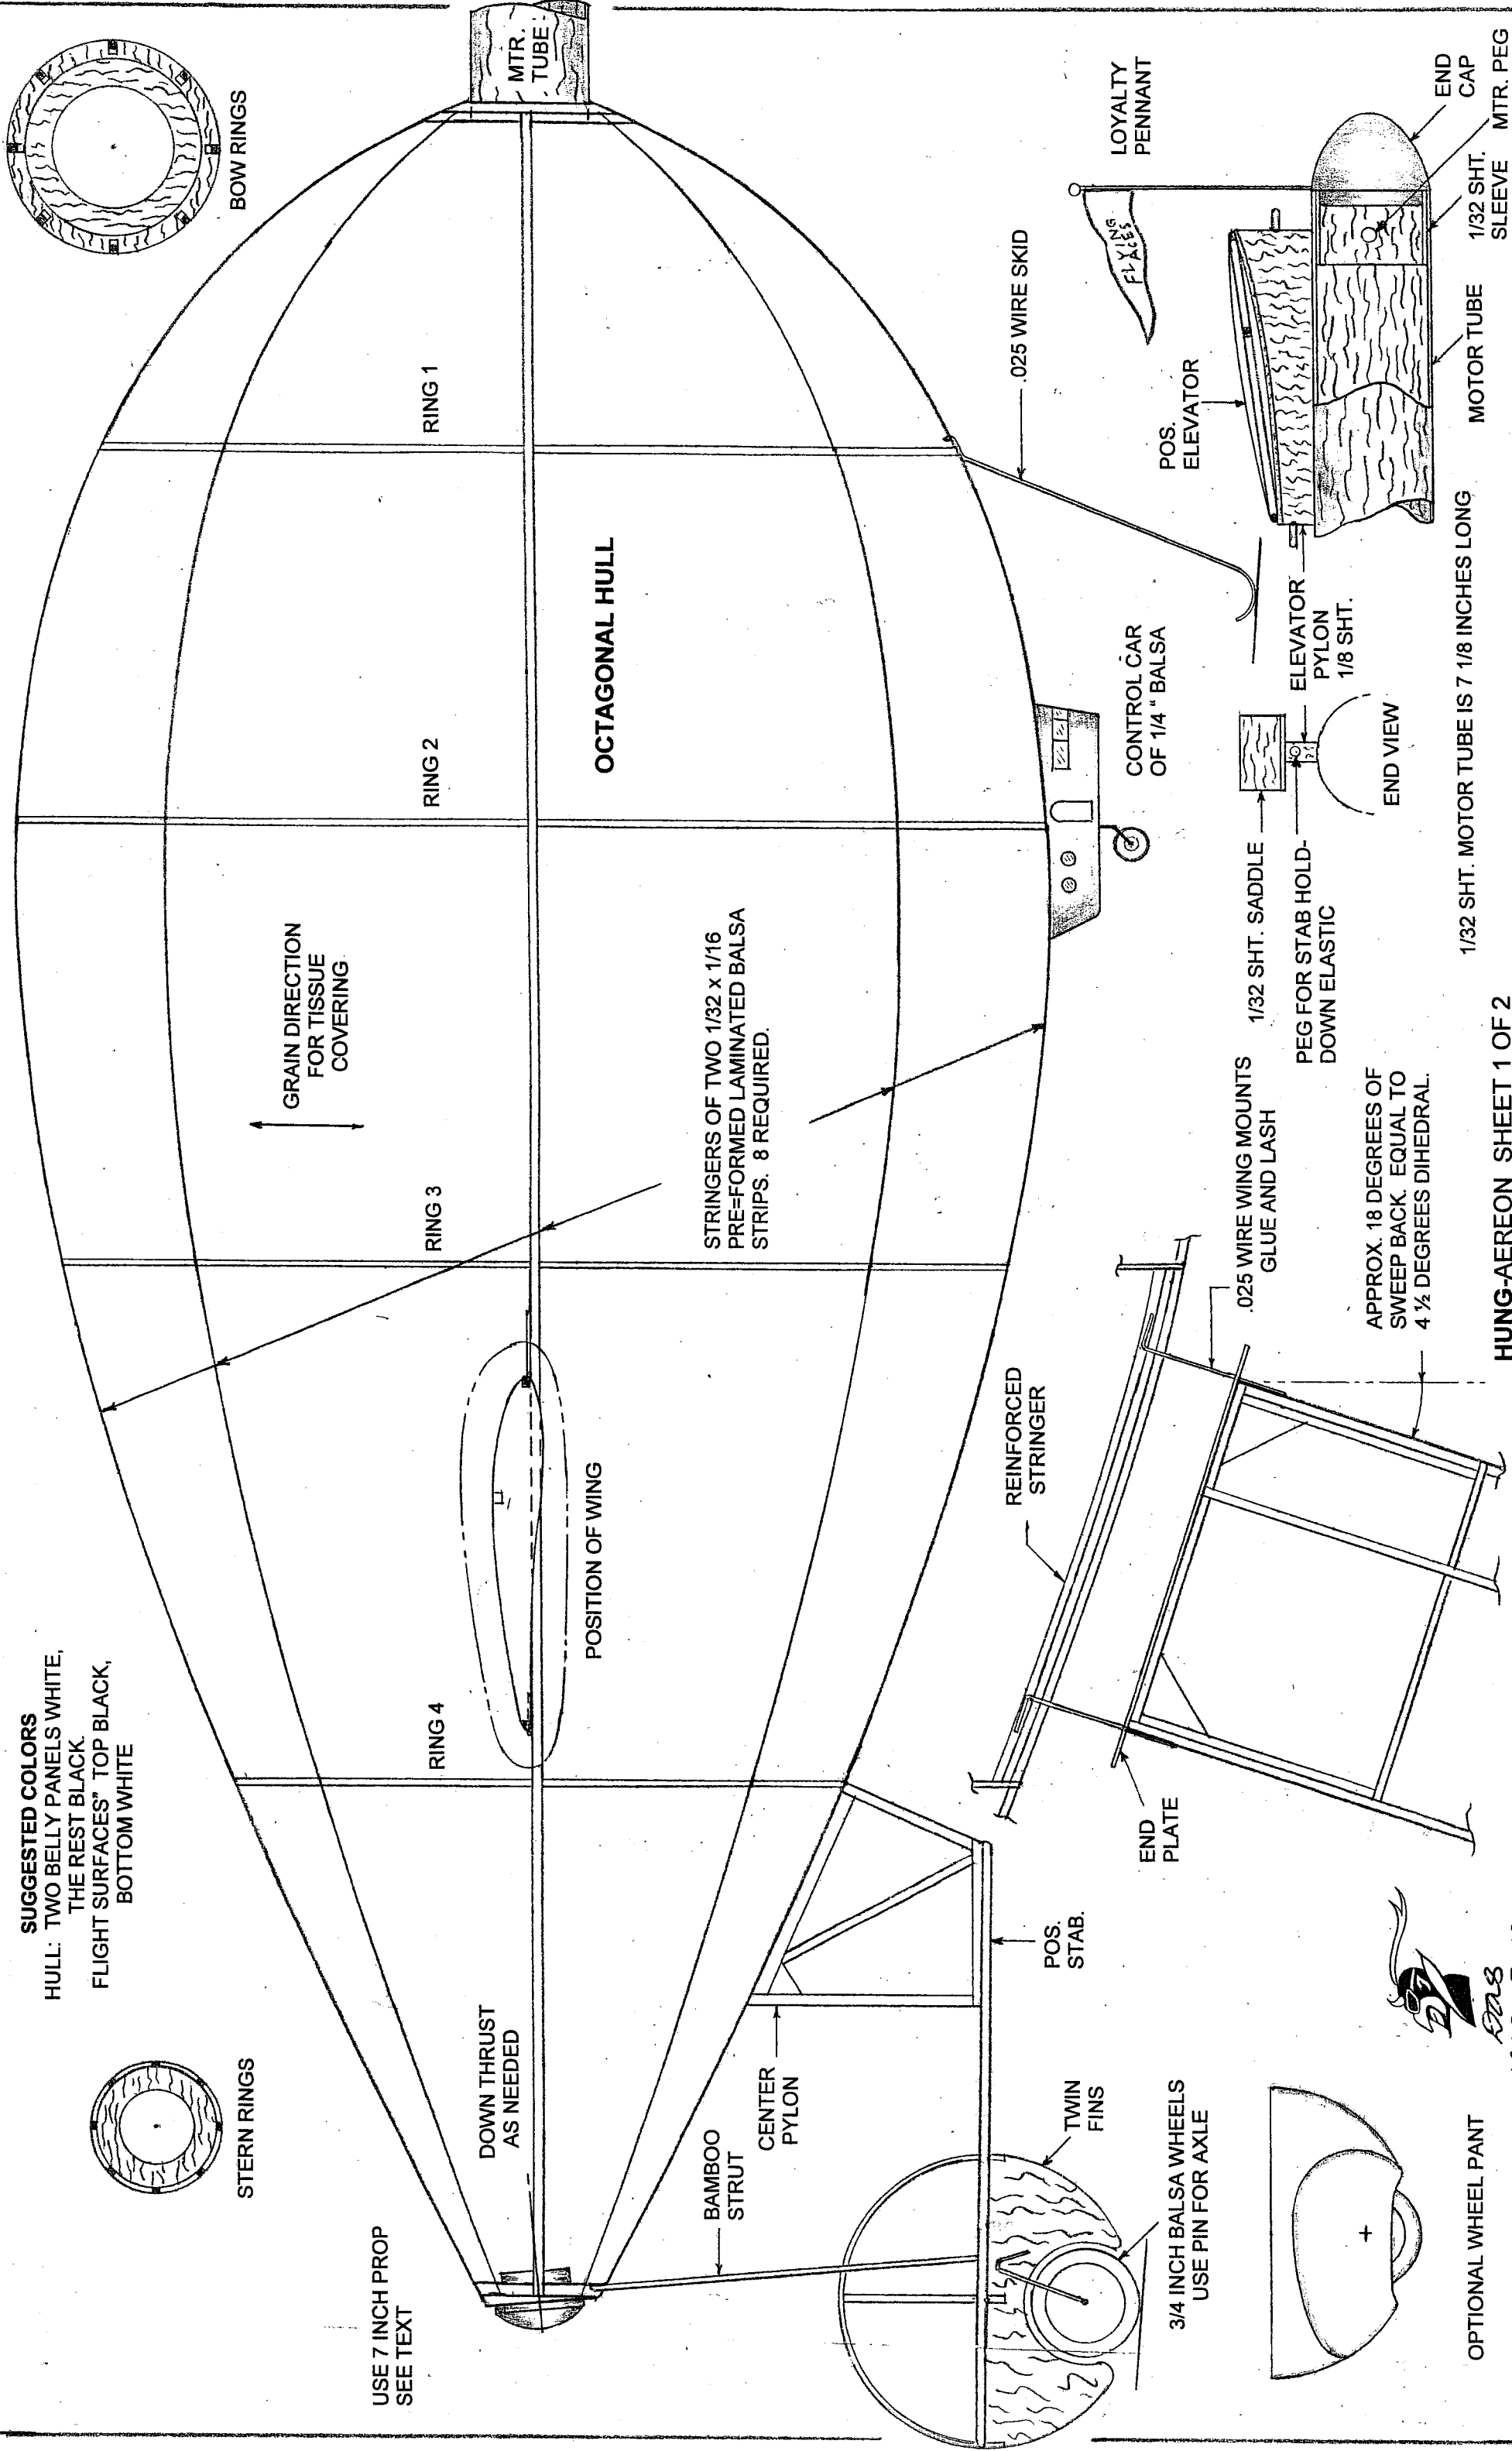 SUGGESTED COLORS
HULL: TWO BELLY PANELS WHITE,
THE REST BLACK.
FLIGHT SURFACES" TOP BLACK,
BOTTOM WHITE
STERN RINGS
BOW RINGS
MTR.
TUBE
USE 7 INCH PROP
SEE TEXT
DOWN THRUST
AS NEEDED
RING 4
RING 3
RING 2
RING 1
GRAIN DIRECTION
FOR TISSUE
COVERING
POSITION OF WING
OCTAGONAL HULL
STRINGERS OF TWO 1/32 x 1/16
PRE=FORMED LAMINATED BALSA
STRIPS. 8 REQUIRED.
BAMBOO
STRUT
CENTER
PYLON
POS.
STAB.
TWIN
FINS
3/4 INCH BALSA WHEELS
USE PIN FOR AXLE
OPTIONAL WHEEL PANT
END
PLATE
REINFORCED
STRINGER
.025 WIRE WING MOUNTS
GLUE AND LASH
APPROX. 18 DEGREES OF
SWEEP BACK. EQUAL TO
4 ½ DEGREES DIHEDRAL.
CONTROL CAR
OF 1/4 " BALSA
.025 WIRE SKID
1/32 SHT. SADDLE
PEG FOR STAB HOLD-
DOWN ELASTIC
ELEVATOR
PYLON
1/8 SHT.
END VIEW
POS.
ELEVATOR
LOYALTY
PENNANT
FLYING
ACES
END
CAP
MTR. PEG
1/32 SHT.
SLEEVE
MOTOR TUBE
1/32 SHT. MOTOR TUBE IS 7 1/8 INCHES LONG
HUNG-AEREON SHEET 1 OF 2